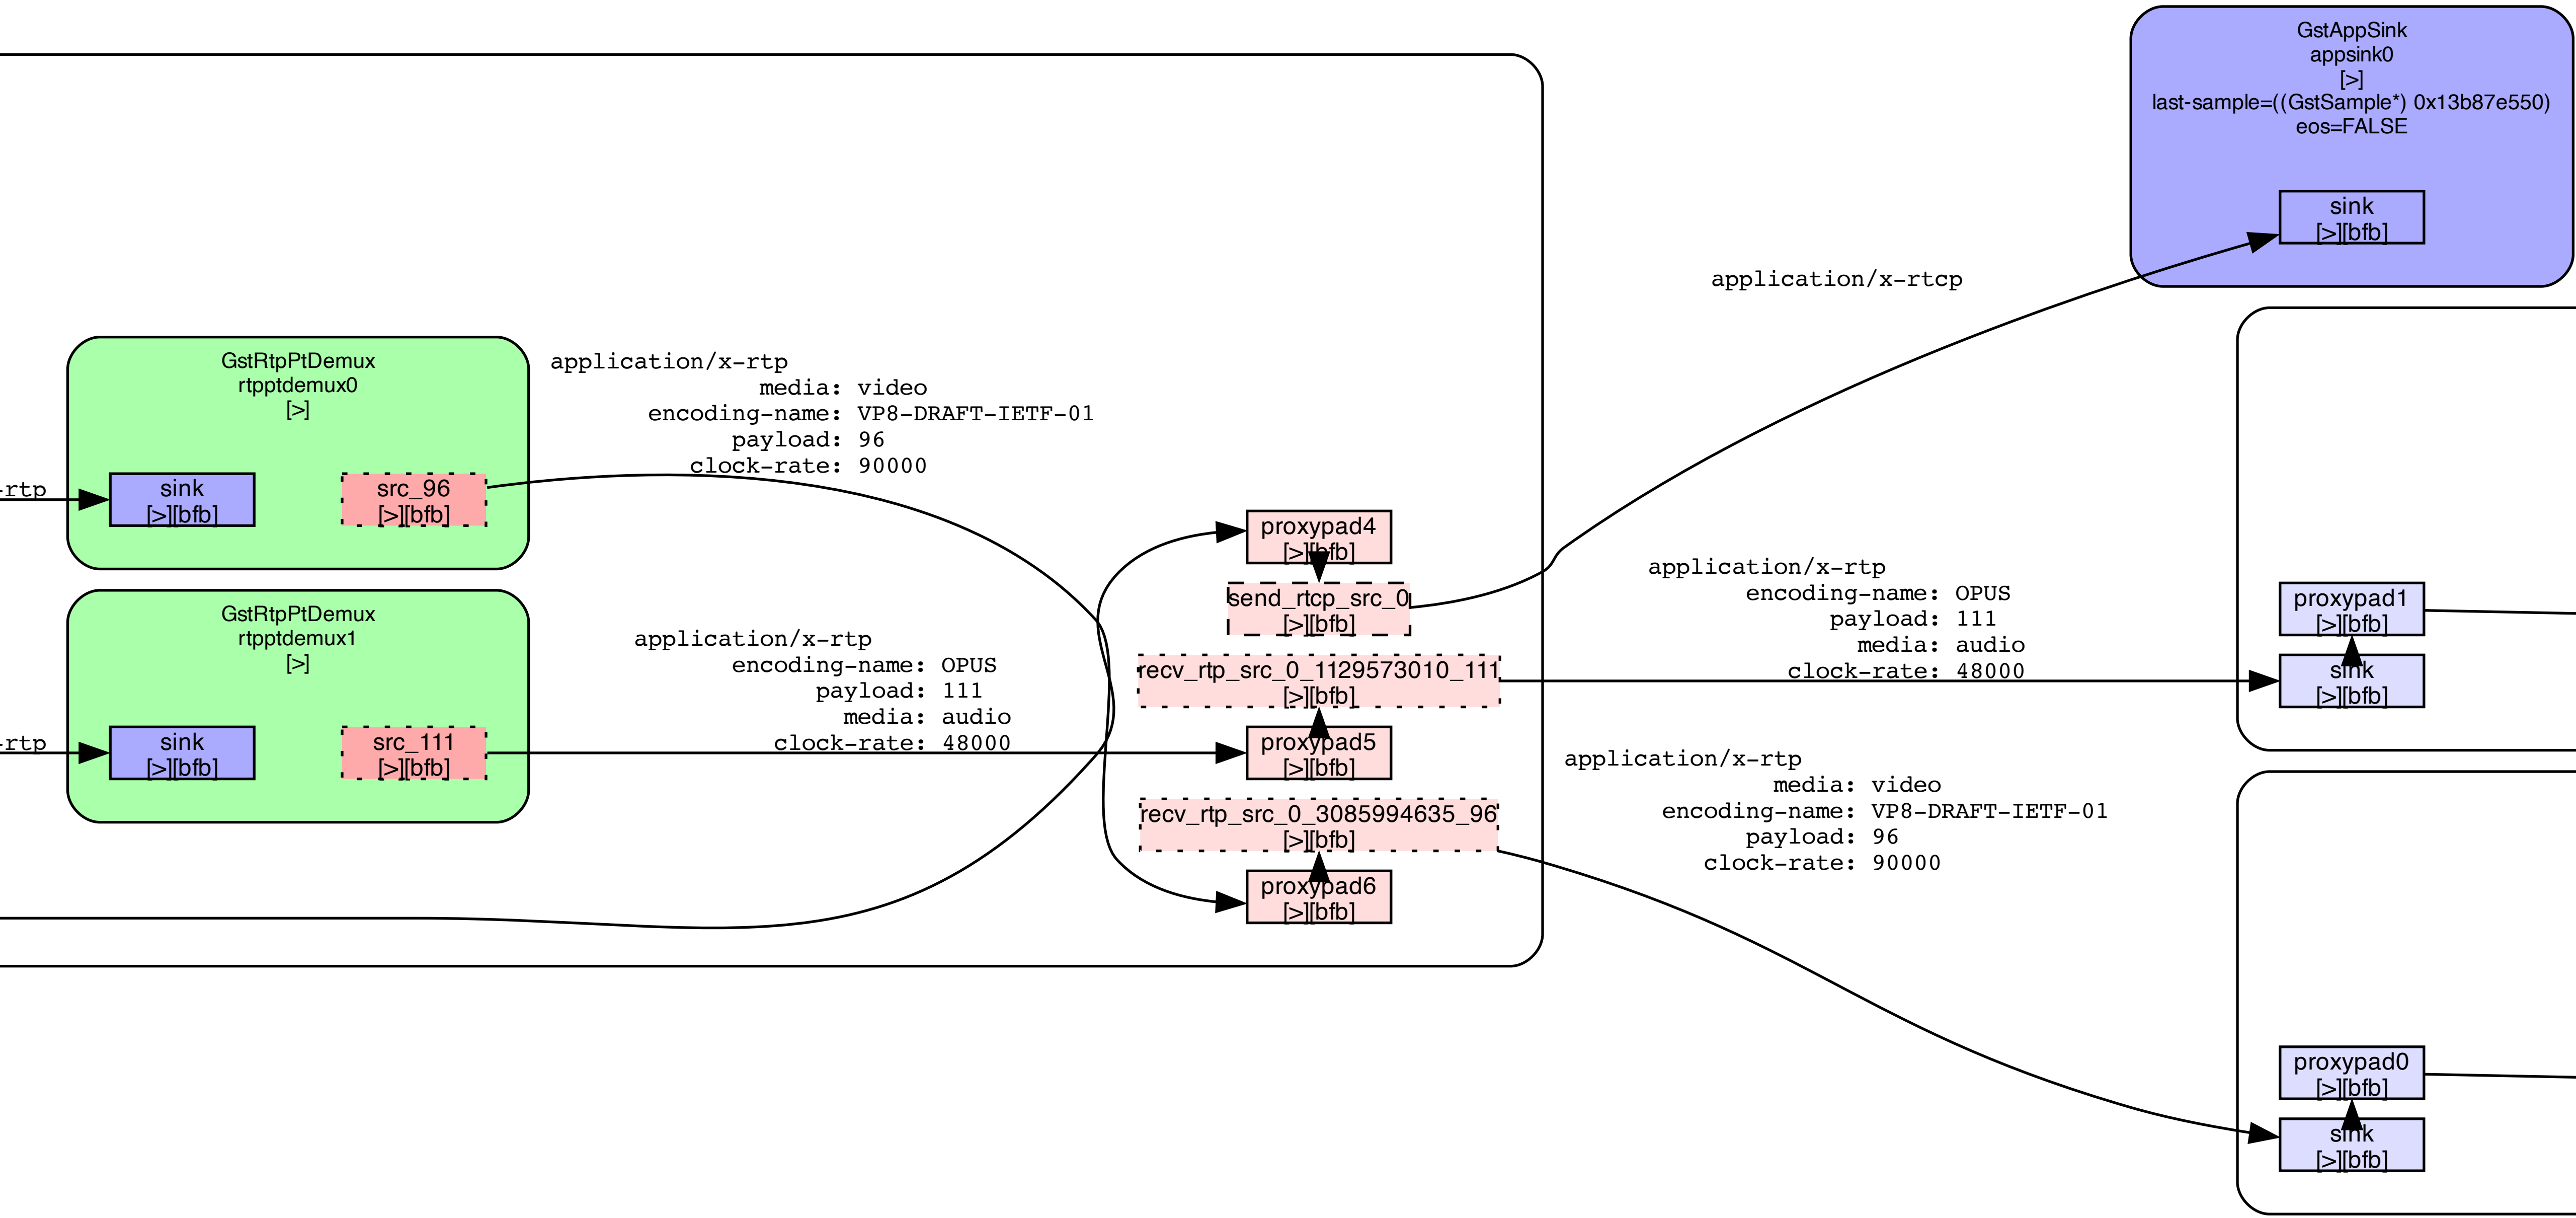 GstAppSink
appsink0
[>]
last-sample=((GstSample*) 0x13b87e550)
eos=FALSE
sink
[>][bfb]
application/x-rtcp
GstRtpPtDemux
rtpptdemux0
[>]
-rtp
sink
[>][bfb]
src_96
[>][bfb]
application/x-rtp
media: video
encoding-name: VP8-DRAFT-IETF-01
payload: 96
clock-rate: 90000
GstRtpPtDemux
rtpptdemux1
[>]
-rtp
sink
[>][bfb]
src_111
[>][bfb]
application/x-rtp
encoding-name: OPUS
payload: 111
media: audio
clock-rate: 48000
proxypad4
[>][bfb]
send_rtcp_src_0
[>][bfb]
recv_rtp_src_0_1129573010_111
[>][bfb]
proxypad5
[>][bfb]
recv_rtp_src_0_3085994635_96
[>][bfb]
proxypad6
[>][bfb]
application/x-rtp
encoding-name: OPUS
payload: 111
media: audio
clock-rate: 48000
application/x-rtp
media: video
encoding-name: VP8-DRAFT-IETF-01
payload: 96
clock-rate: 90000
proxypad1
[>][bfb]
sink
[>][bfb]
proxypad0
[>][bfb]
sink
[>][bfb]